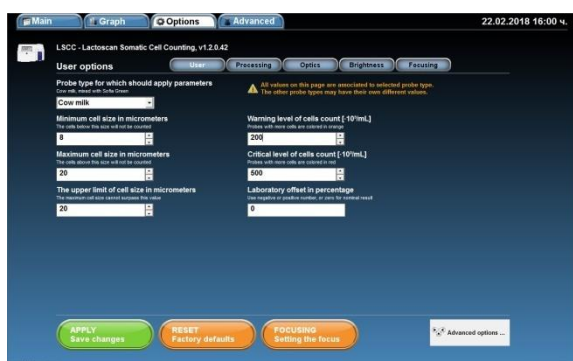 Main Graph Options Advanced 22.02.2018 16:00 ч.
LSCC - Lactoscan Somatic Cell Counting, v1.2.0.42
User options User Processing Optics Brightness Focusing
Probe type for which should apply parameters
Cow milk, mixed with Sofia Green
Cow milk
All values on this page are associated to selected probe type.
The other probe types may have their own different values.
Minimum cell size in micrometers
The cells below this size will not be counted
8
Warning level of cells count [·10³/mL]
Probes with more cells are colored in orange
200
Maximum cell size in micrometers
The cells above this size will not be counted
20
Critical level of cells count [·10³/mL]
Probes with more cells are colored in red
500
The upper limit of cell size in micrometers
The maximum cell size cannot surpass this value
20
Laboratory offset in percentage
Use negative or positive number, or zero for nominal result
0
APPLY
Save changes
RESET
Factory defaults
FOCUSING
Setting the focus
Advanced options ...